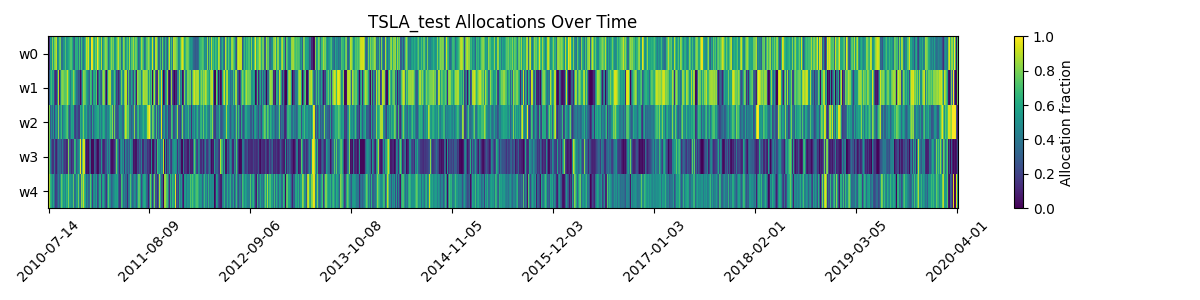 TSLA_test Allocations Over Time
w0
w1
w2
w3
w4
2010-07-14
2011-08-09
2012-09-06
2013-10-08
2014-11-05
2015-12-03
2017-01-03
2018-02-01
2019-03-05
2020-04-01
1.0
0.8
0.6
0.4
0.2
0.0
Allocation fraction